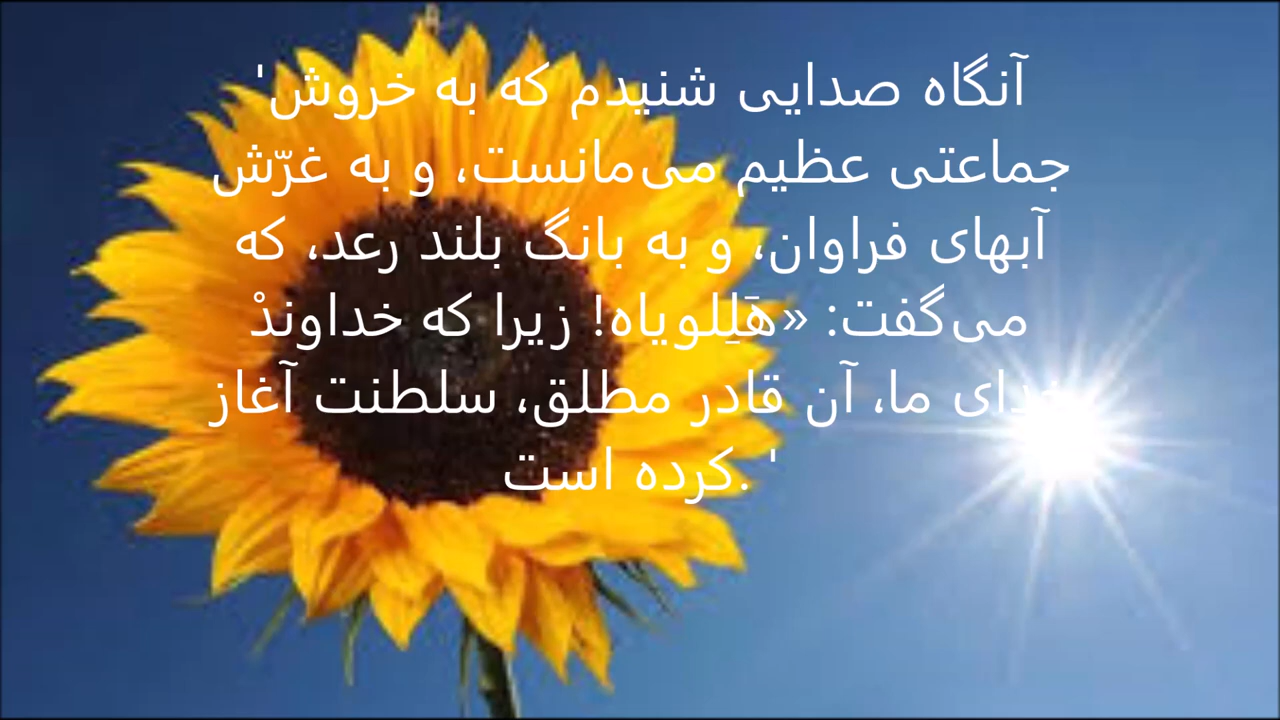 'آنگاه صدایی شنیدم که به خروش
جماعتی عظیم می‌مانست، و به غرّش
آبهای فراوان، و به بانگ بلند رعد، که
می‌گفت: «هَلِلویاه! زیرا که خداوندْ
خدای ما، آن قادر مطلق، سلطنت آغاز
کرده است. '